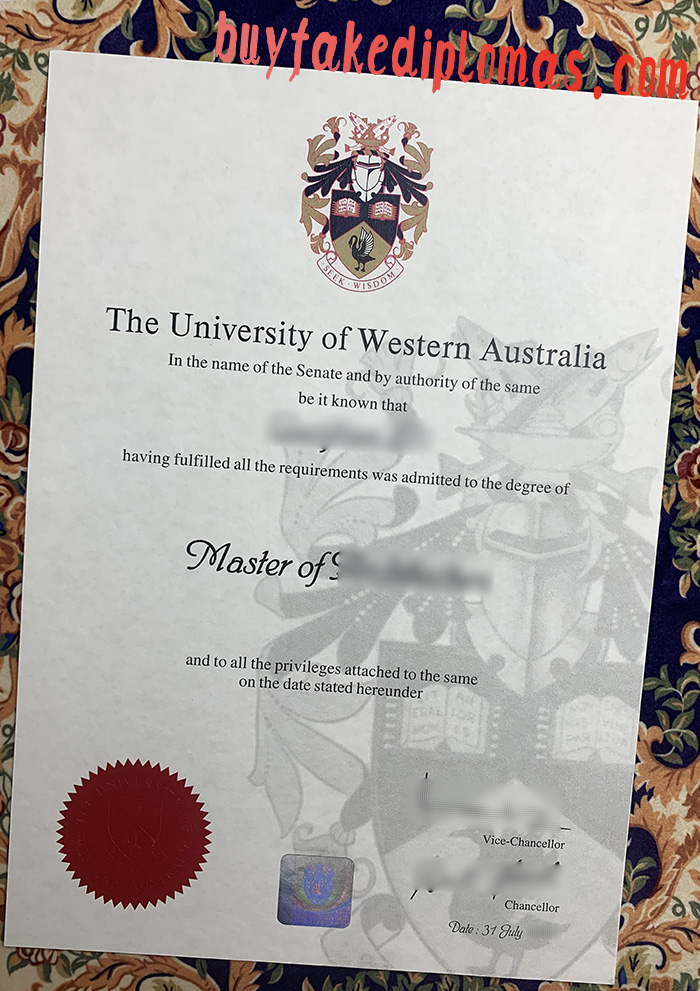 buyfakediplomas.com
SEEK · WISDOM
The University of Western Australia
In the name of the Senate and by authority of the same
be it known that
having fulfilled all the requirements was admitted to the degree of
Master of
and to all the privileges attached to the same
on the date stated hereunder
Vice-Chancellor
Chancellor
Date : 31 July